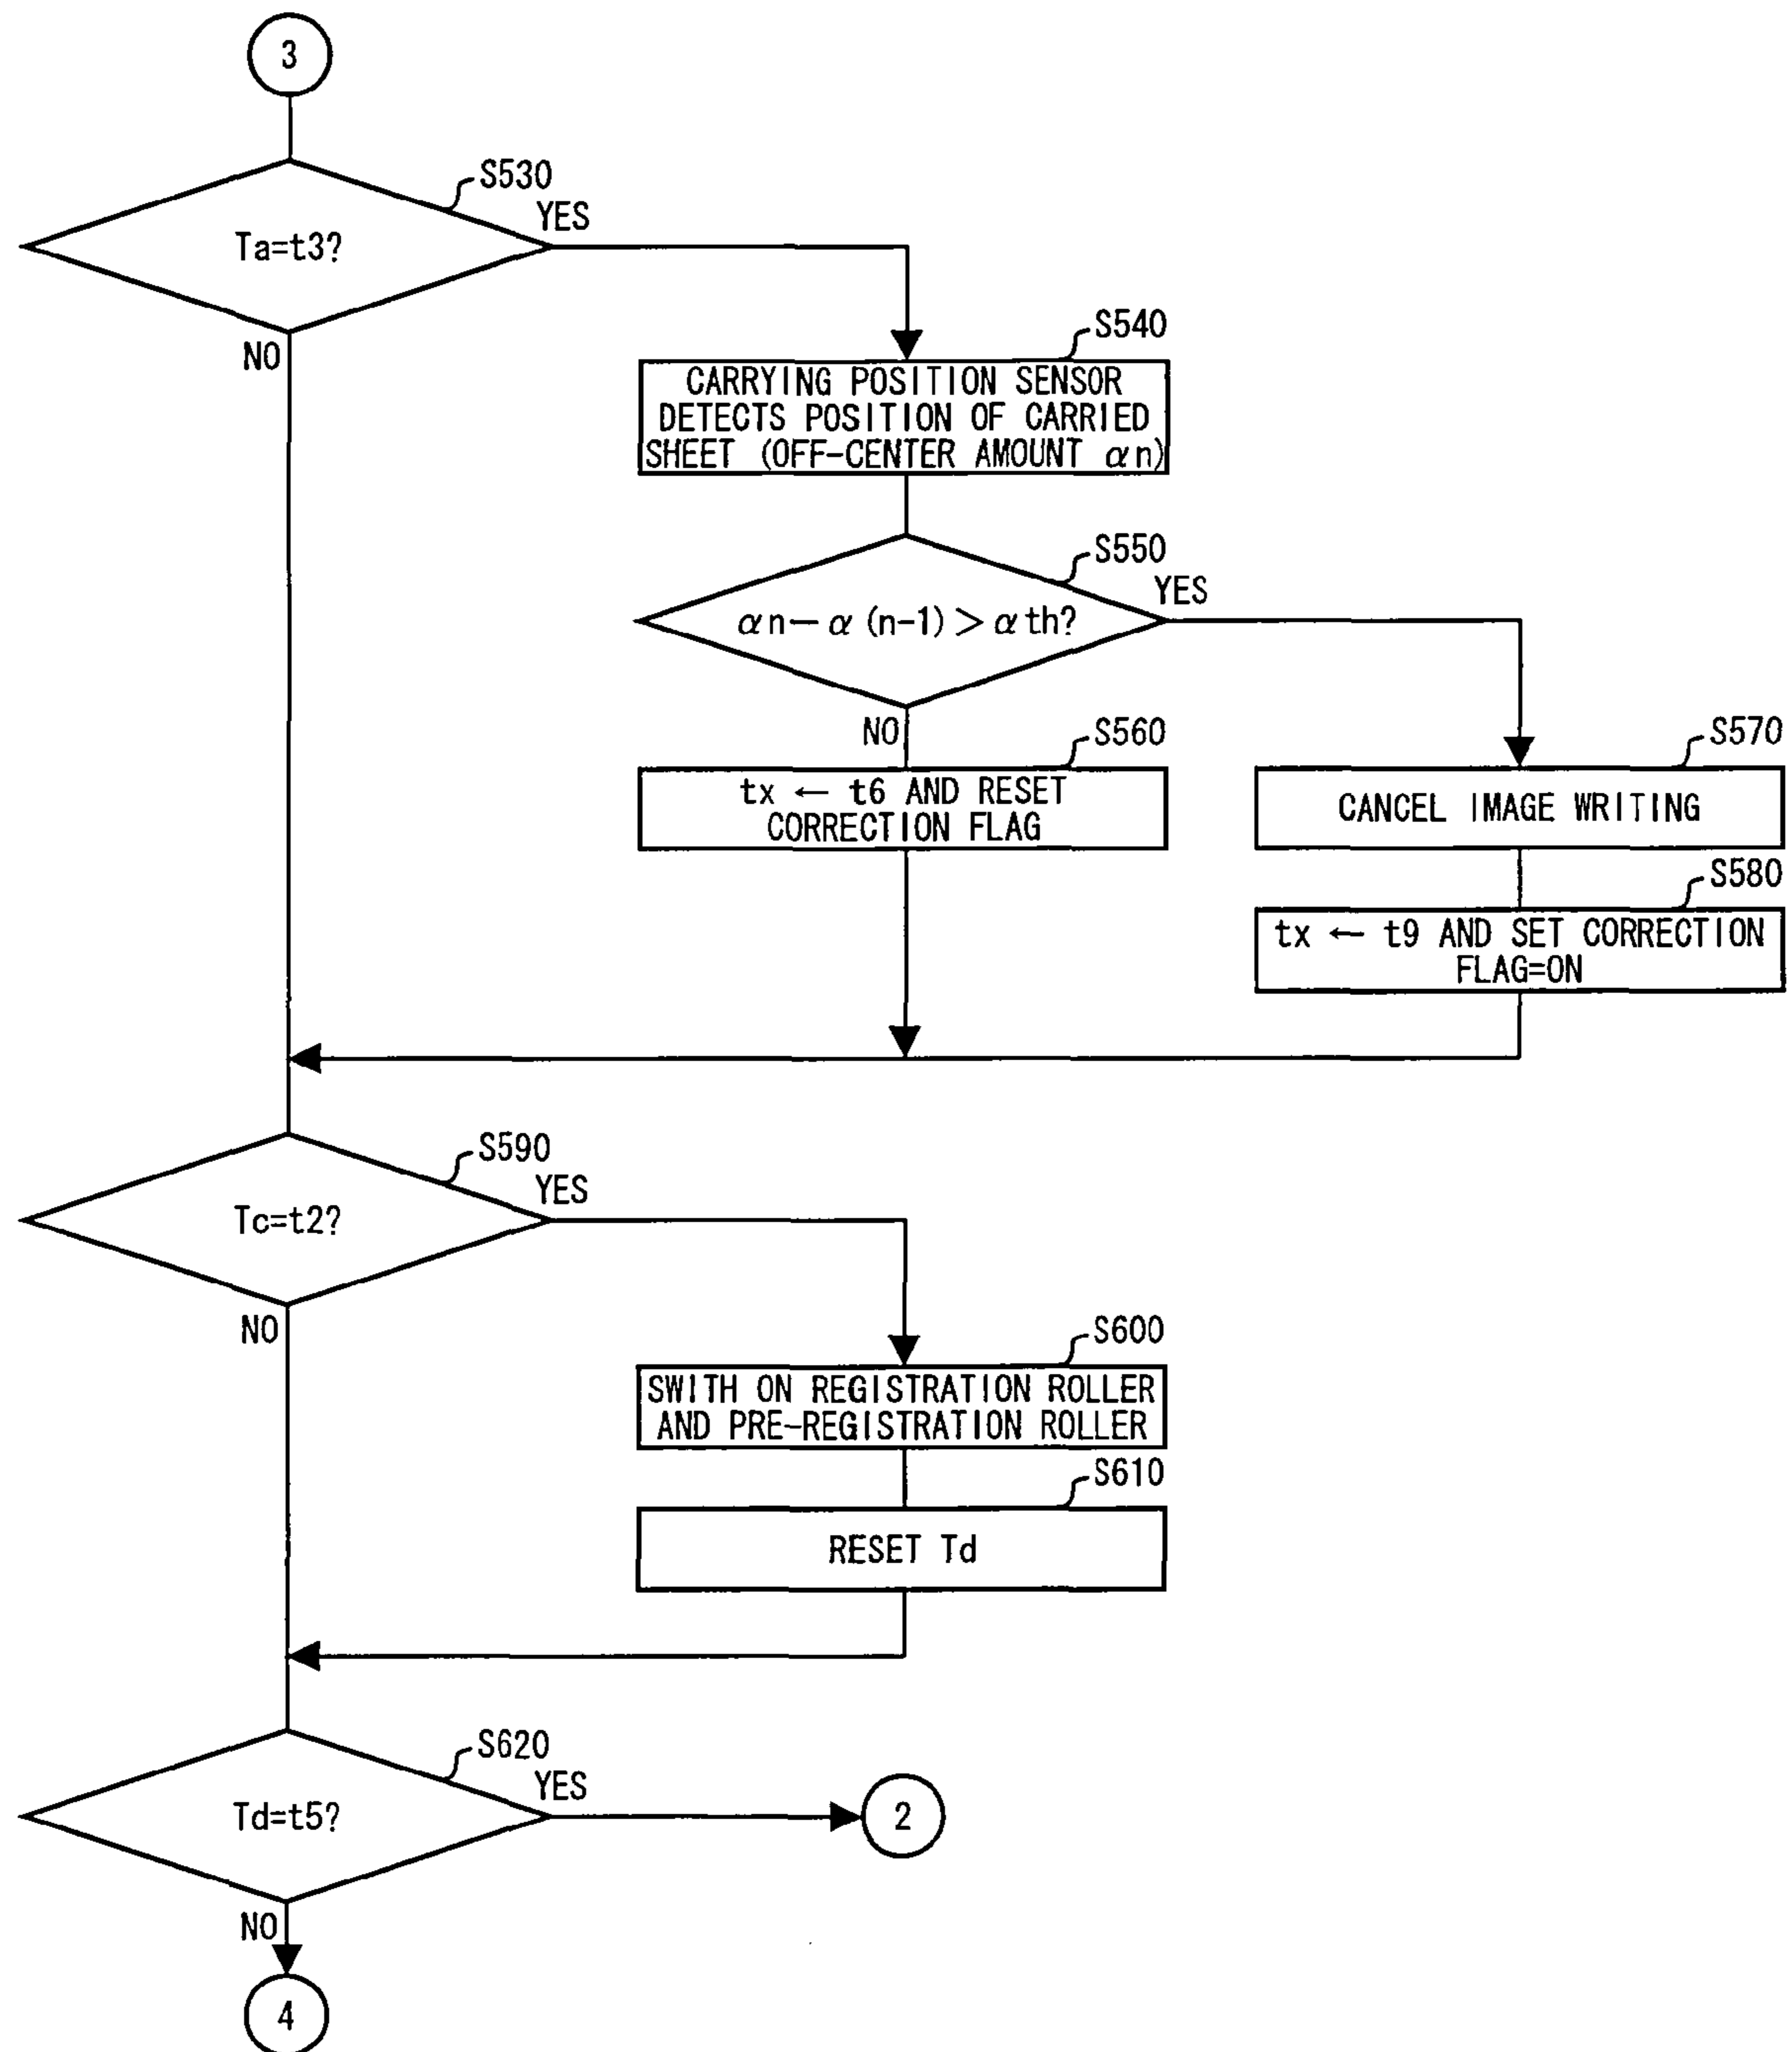 3
S530
YES
Ta=t3?
NO
S540
CARRYING POSITION SENSOR
DETECTS POSITION OF CARRIED
SHEET (OFF-CENTER AMOUNT αn)
S550
YES
αn−α(n-1)>αth?
NO
S560
tx ← t6 AND RESET
CORRECTION FLAG
S570
CANCEL IMAGE WRITING
S580
tx ← t9 AND SET CORRECTION
FLAG=ON
S590
YES
Tc=t2?
NO
S600
SWITH ON REGISTRATION ROLLER
AND PRE-REGISTRATION ROLLER
S610
RESET Td
S620
YES
Td=t5?
2
NO
4